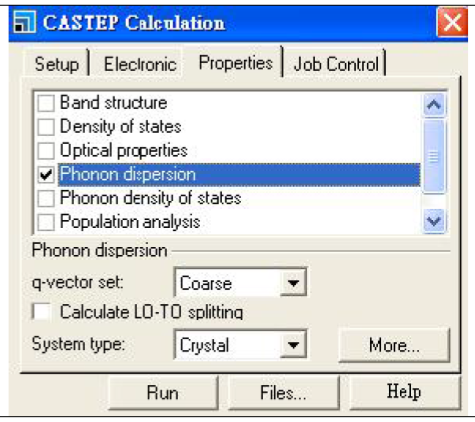 CASTEP Calculation
Setup Electronic Properties Job Control
Band structure
Density of states
Optical properties
Phonon dispersion
Phonon density of states
Population analysis
Phonon dispersion
q-vector set: Coarse
Calculate LO-TO splitting
System type: Crystal More...
Run Files... Help